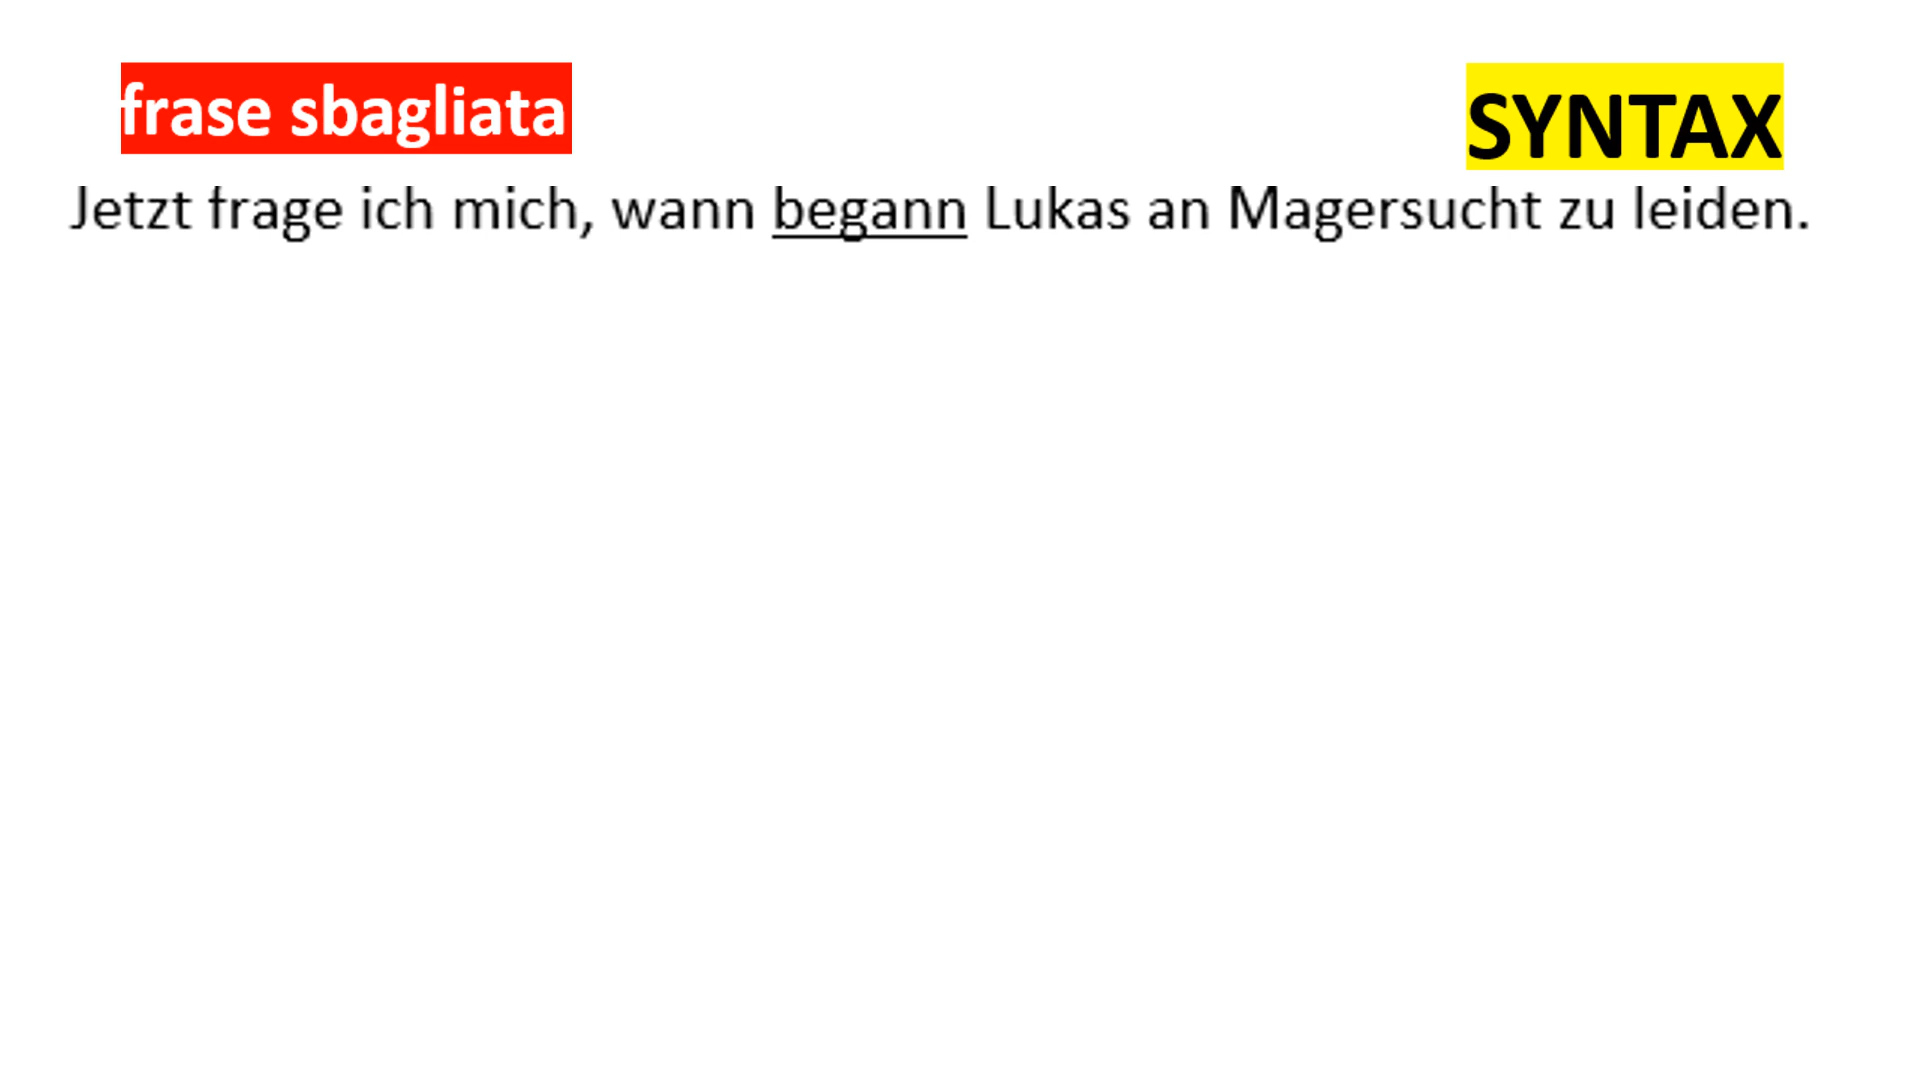 frase sbagliata
SYNTAX
Jetzt frage ich mich, wann begann Lukas an Magersucht zu leiden.